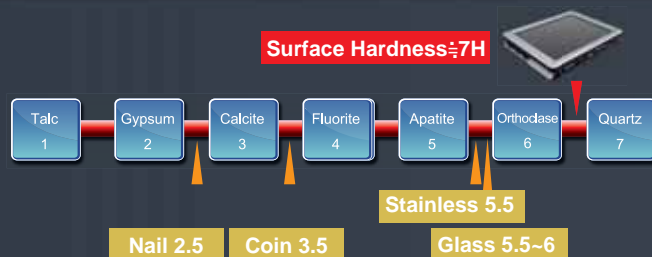 Surface Hardness≒7H
Talc
1
Gypsum
2
Calcite
3
Fluorite
4
Apatite
5
Orthoclase
6
Quartz
7
Stainless 5.5
Nail 2.5
Coin 3.5
Glass 5.5~6